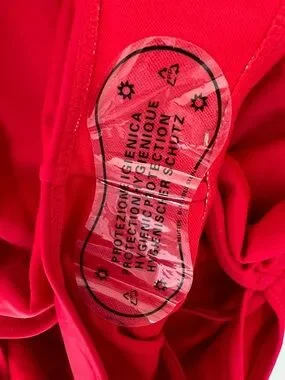 PROTEZIONE IGIENICA
PROTECTION HYGIENIQUE
HYGIENIC PROTECTION
HYGIENISCHER SCHUTZ